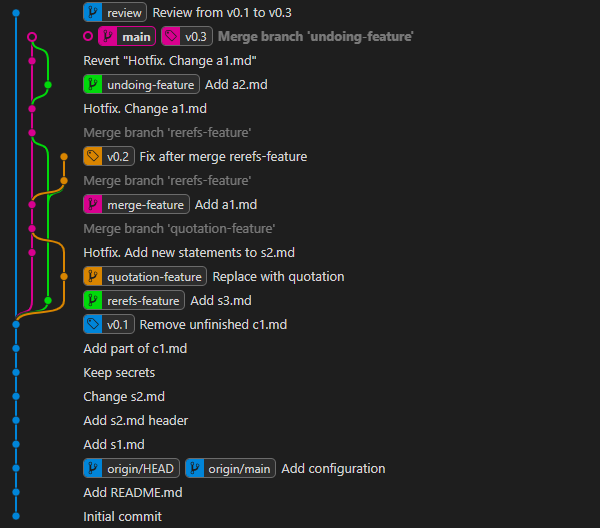 review Review from v0.1 to v0.3
main v0.3 Merge branch 'undoing-feature'
Revert "Hotfix. Change a1.md"
undoing-feature Add a2.md
Hotfix. Change a1.md
Merge branch 'rerefs-feature'
v0.2 Fix after merge rerefs-feature
Merge branch 'rerefs-feature'
merge-feature Add a1.md
Merge branch 'quotation-feature'
Hotfix. Add new statements to s2.md
quotation-feature Replace with quotation
rerefs-feature Add s3.md
v0.1 Remove unfinished c1.md
Add part of c1.md
Keep secrets
Change s2.md
Add s2.md header
Add s1.md
origin/HEAD origin/main Add configuration
Add README.md
Initial commit